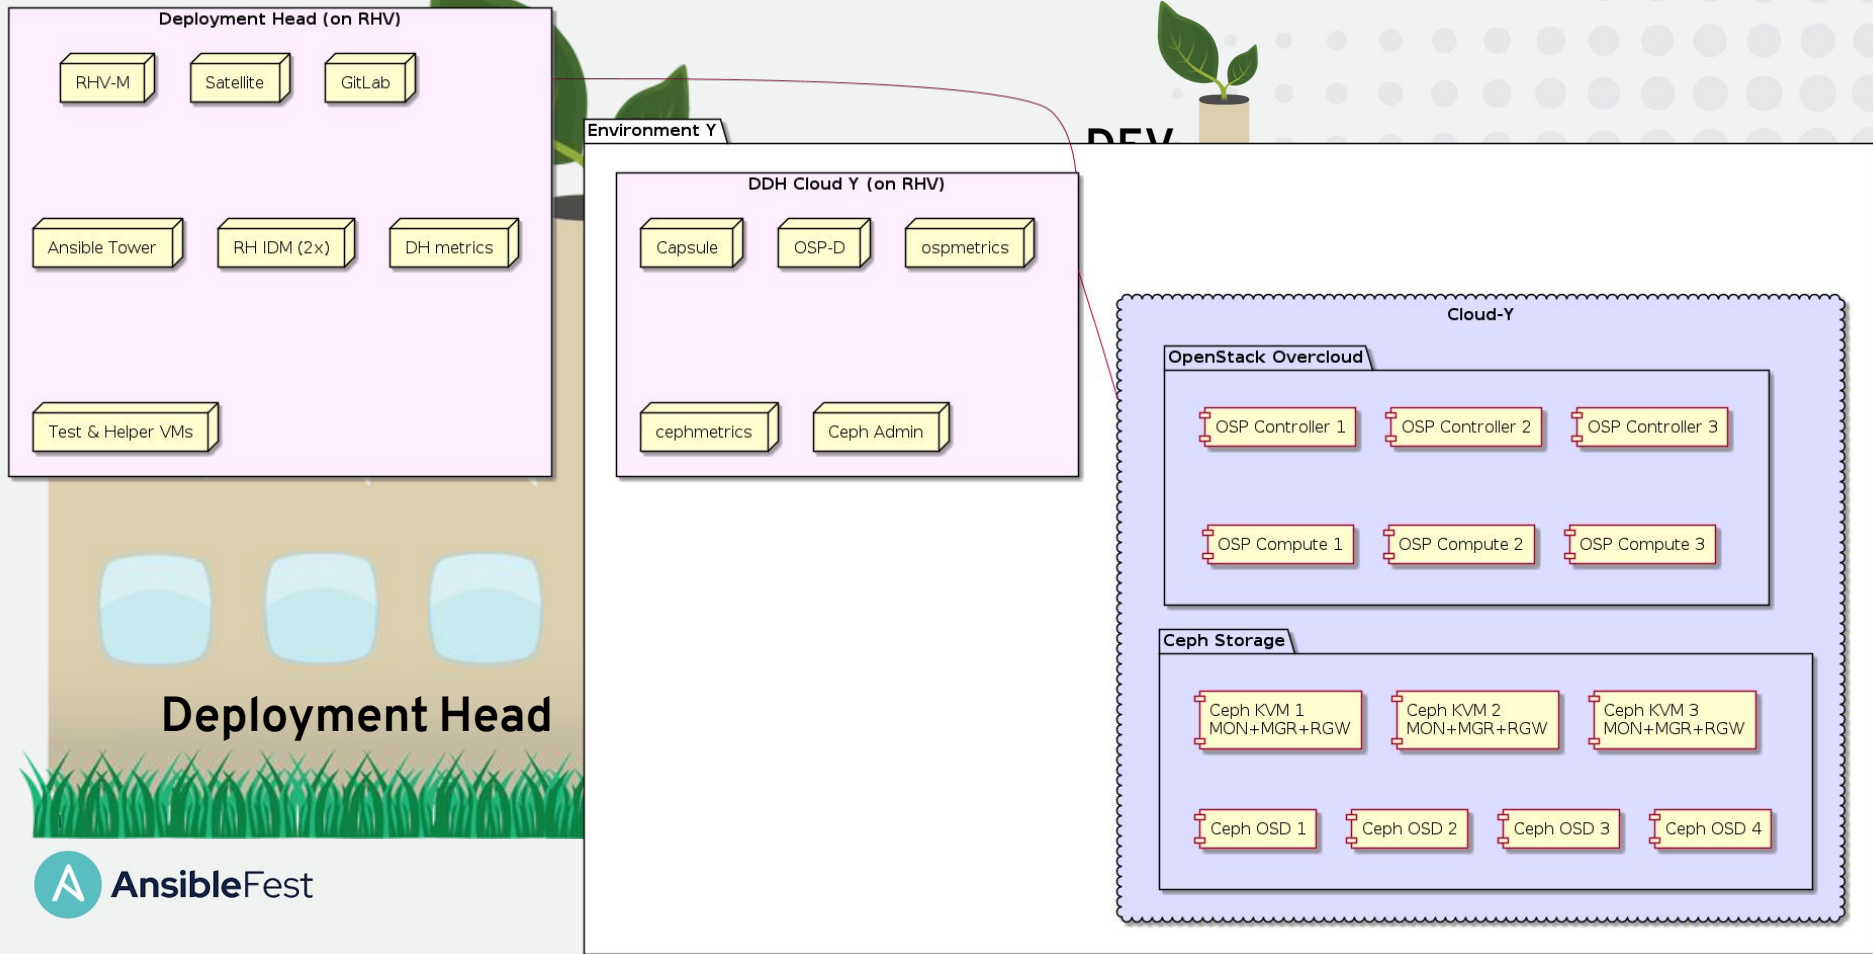 Deployment Head (on RHV)
RHV-M
Satellite
GitLab
Ansible Tower
RH IDM (2x)
DH metrics
Test & Helper VMs
DEV
Environment Y
DDH Cloud Y (on RHV)
Capsule
OSP-D
ospmetrics
cephmetrics
Ceph Admin
Cloud-Y
OpenStack Overcloud
OSP Controller 1
OSP Controller 2
OSP Controller 3
OSP Compute 1
OSP Compute 2
OSP Compute 3
Ceph Storage
Ceph KVM 1
MON+MGR+RGW
Ceph KVM 2
MON+MGR+RGW
Ceph KVM 3
MON+MGR+RGW
Ceph OSD 1
Ceph OSD 2
Ceph OSD 3
Ceph OSD 4
Deployment Head
AnsibleFest